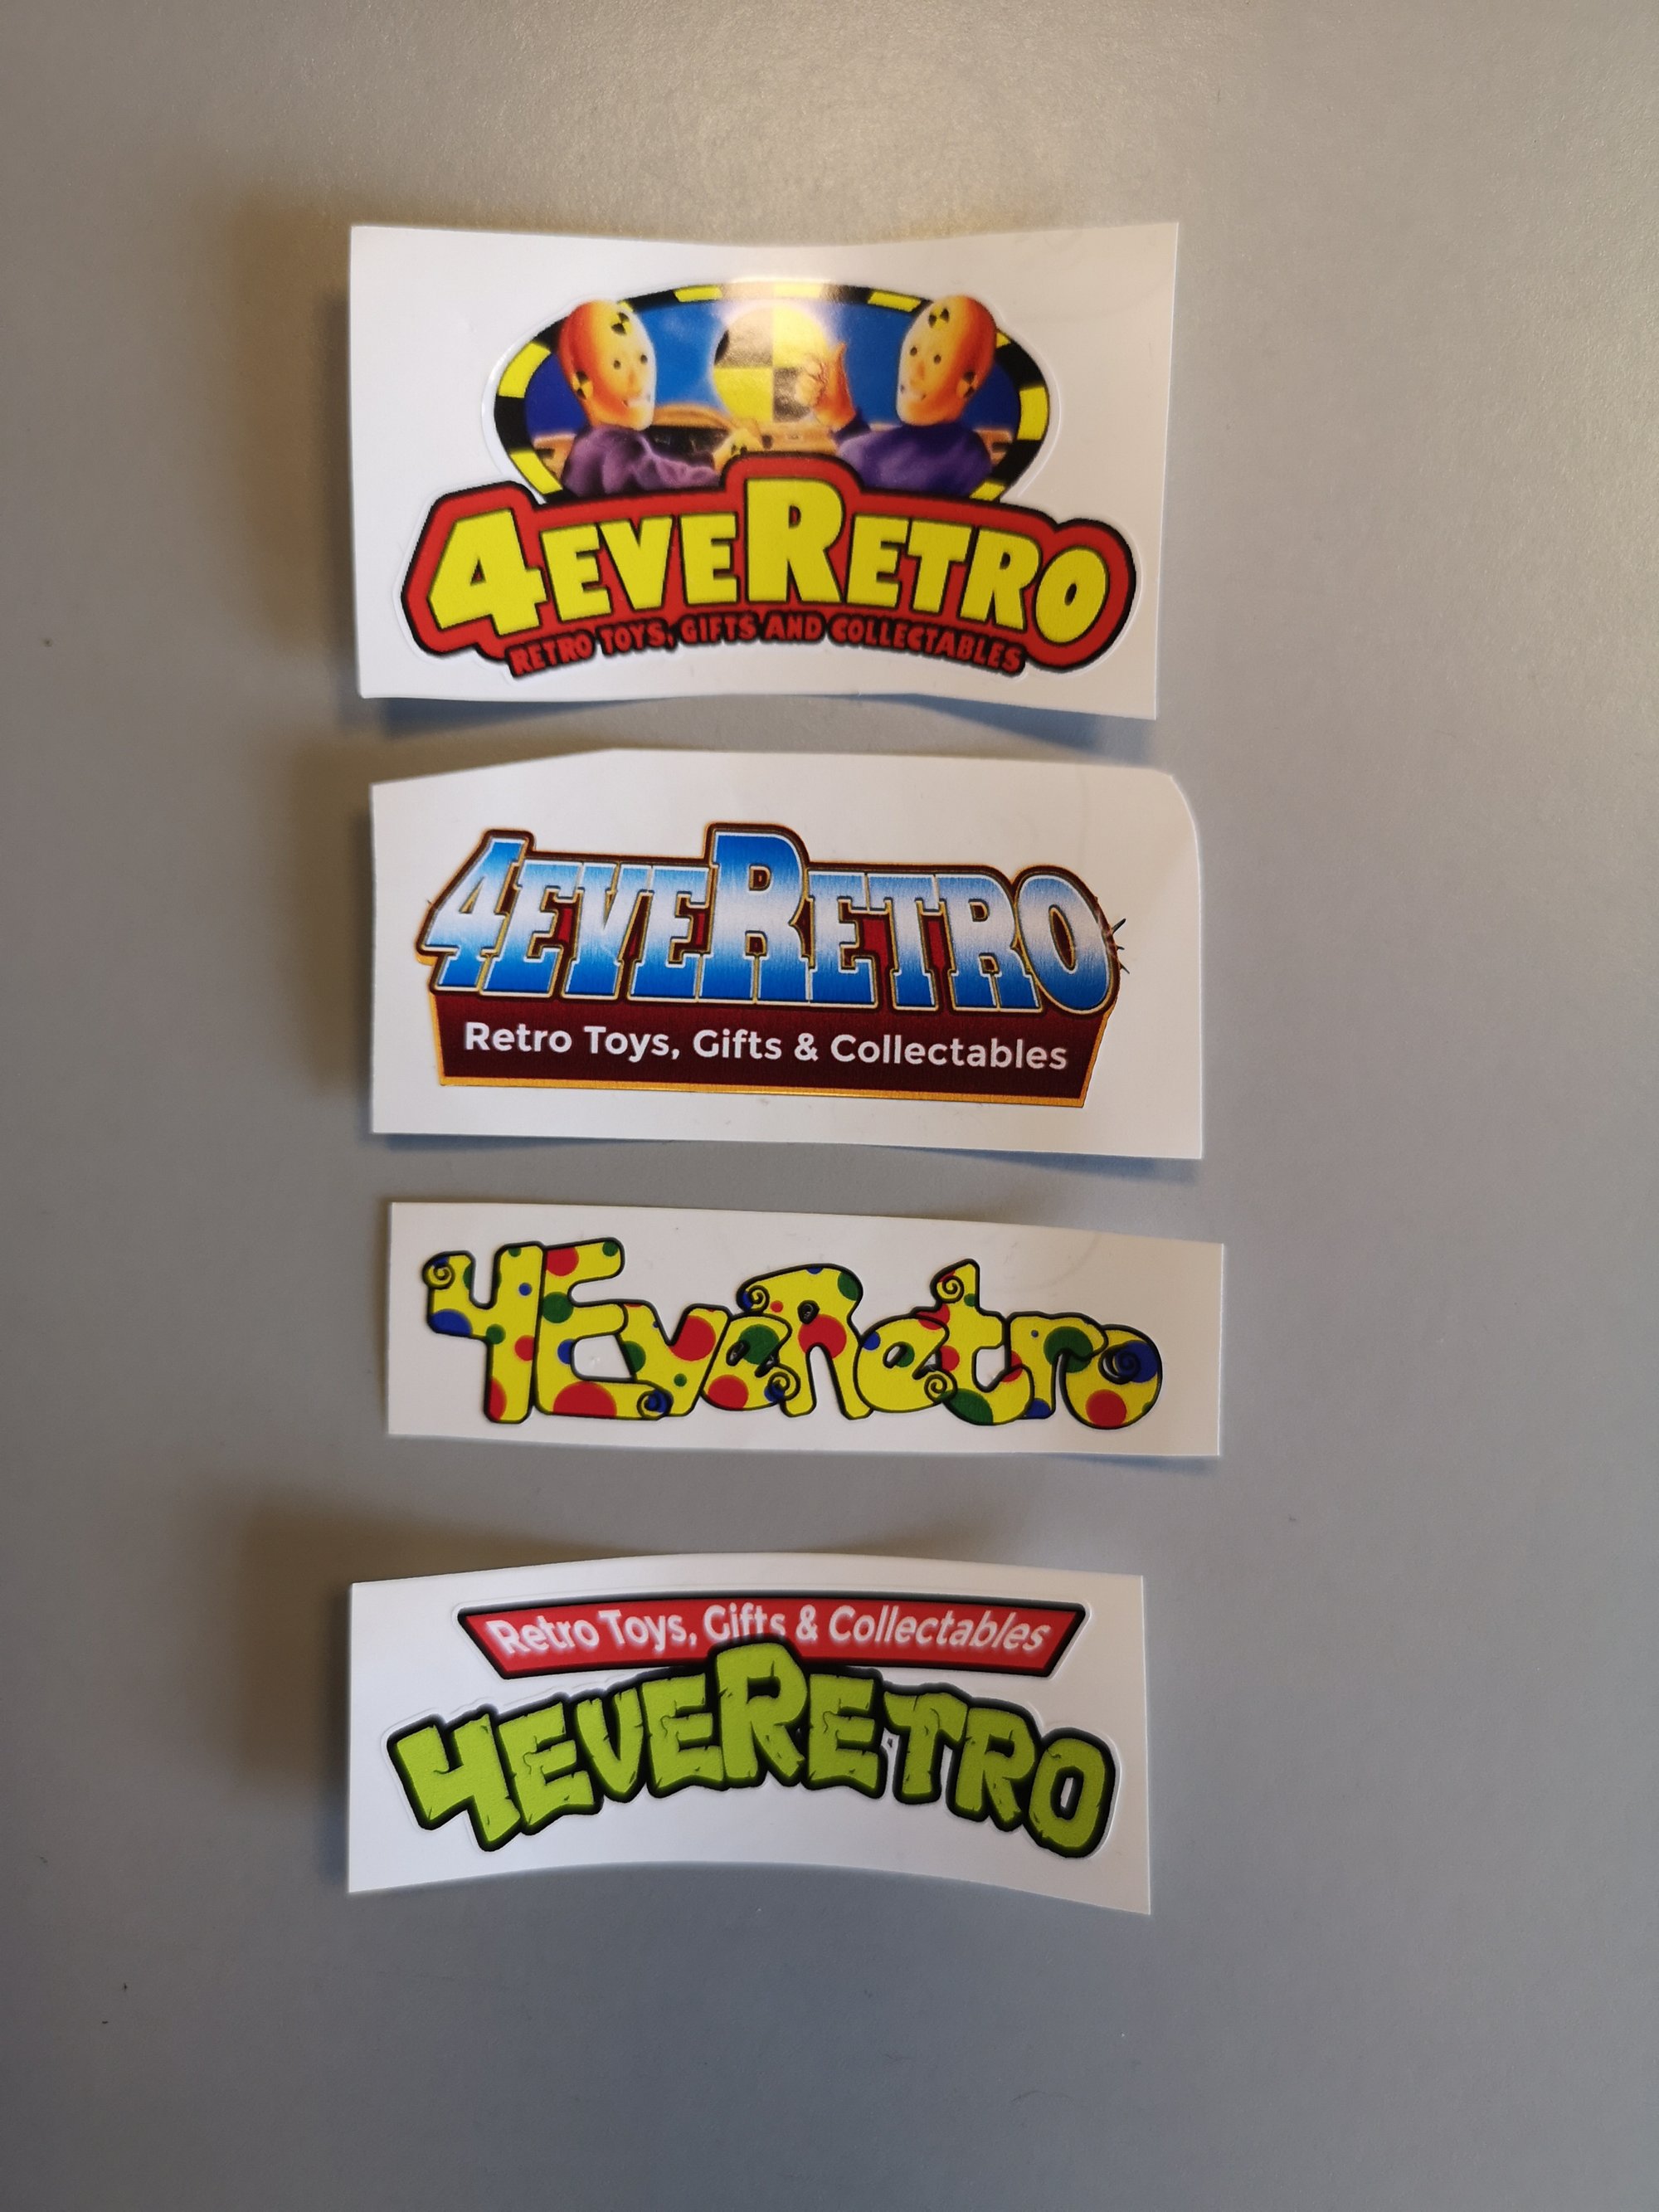 4EVERETRO
RETRO TOYS, GIFTS AND COLLECTABLES
4EVERETRO
Retro Toys, Gifts & Collectables
4EveRetro
Retro Toys, Gifts & Collectables
4EVERETRO